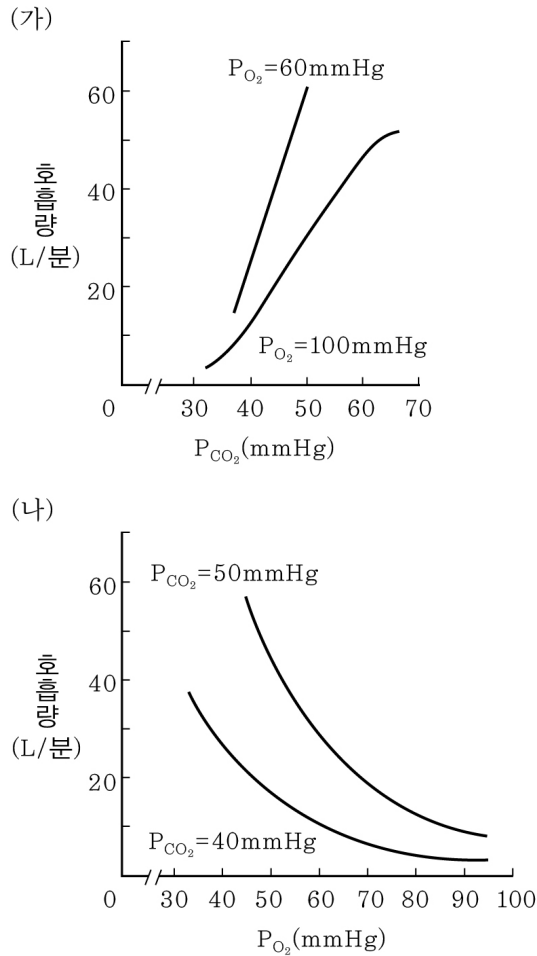 (가)
P_O₂=60mmHg
60
40
20
0
호흡량
(L/분)
P_O₂=100mmHg
30 40 50 60 70
P_CO₂(mmHg)
(나)
P_CO₂=50mmHg
60
40
20
0
호흡량
(L/분)
P_CO₂=40mmHg
30 40 50 60 70 80 90 100
P_O₂(mmHg)